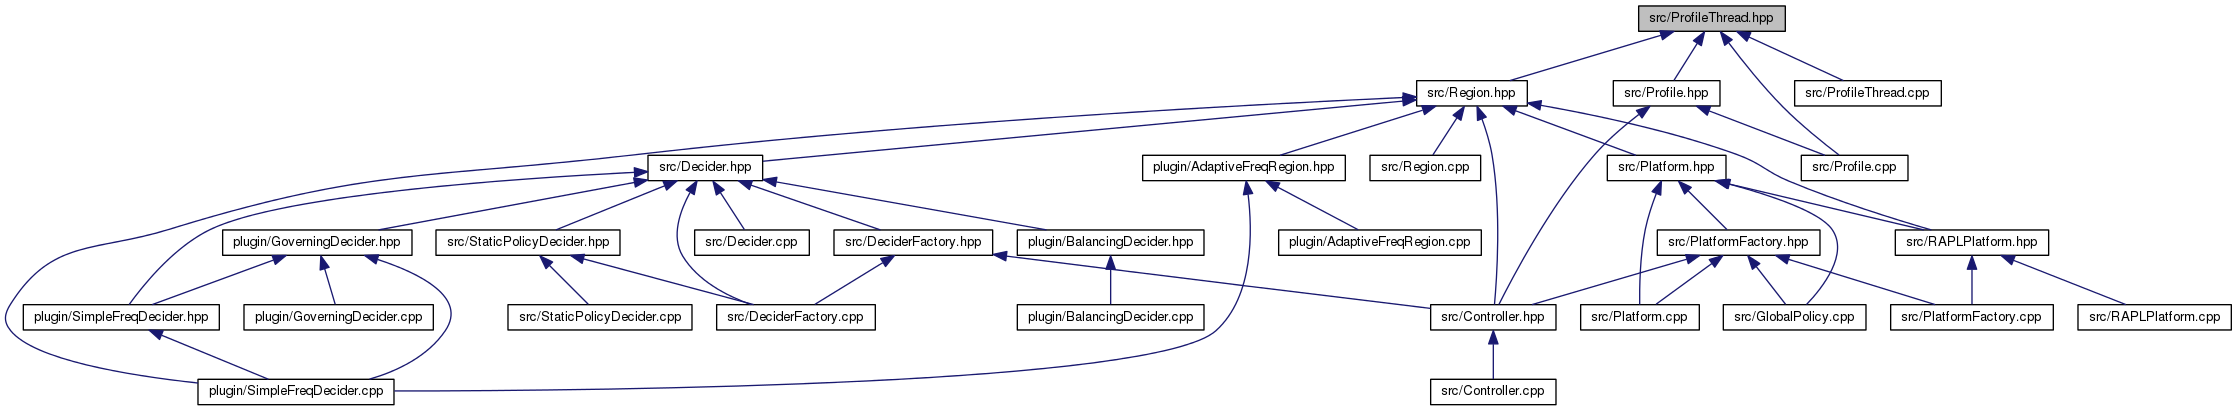 src/ProfileThread.hpp
src/Region.hpp
src/Profile.hpp
src/ProfileThread.cpp
src/Decider.hpp
plugin/AdaptiveFreqRegion.hpp
src/Region.cpp
src/Platform.hpp
src/Profile.cpp
plugin/GoverningDecider.hpp
src/StaticPolicyDecider.hpp
src/Decider.cpp
src/DeciderFactory.hpp
plugin/BalancingDecider.hpp
plugin/AdaptiveFreqRegion.cpp
src/PlatformFactory.hpp
src/RAPLPlatform.hpp
plugin/SimpleFreqDecider.hpp
plugin/GoverningDecider.cpp
src/StaticPolicyDecider.cpp
src/DeciderFactory.cpp
plugin/BalancingDecider.cpp
src/Controller.hpp
src/Platform.cpp
src/GlobalPolicy.cpp
src/PlatformFactory.cpp
src/RAPLPlatform.cpp
plugin/SimpleFreqDecider.cpp
src/Controller.cpp